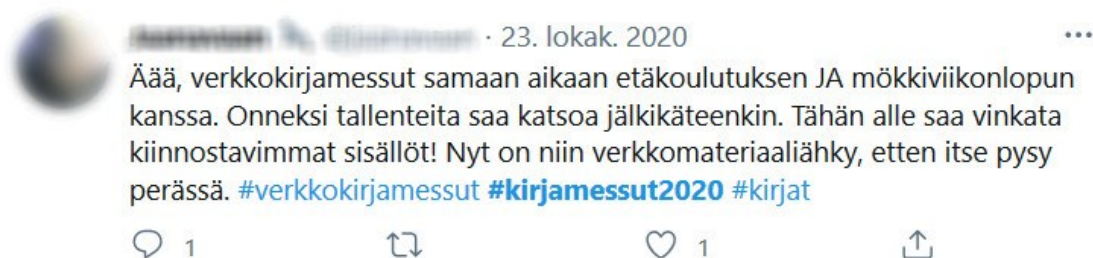 · 23. lokak. 2020
Äää, verkkokirjamessut samaan aikaan etäkoulutuksen JA mökkiviikonlopun
kanssa. Onneksi tallenteita saa katsoa jälkikäteenkin. Tähän alle saa vinkata
kiinnostavimmat sisällöt! Nyt on niin verkkomateriaaliähky, etten itse pysy
perässä. #verkkokirjamessut #kirjamessut2020 #kirjat
1 1